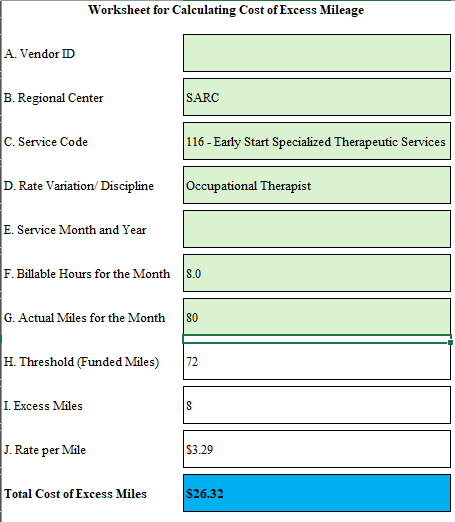 Worksheet for Calculating Cost of Excess Mileage
A. Vendor ID
B. Regional Center SARC
C. Service Code 116 - Early Start Specialized Therapeutic Services
D. Rate Variation/ Discipline Occupational Therapist
E. Service Month and Year
F. Billable Hours for the Month 8.0
G. Actual Miles for the Month 80
H. Threshold (Funded Miles) 72
I. Excess Miles 8
J. Rate per Mile $3.29
Total Cost of Excess Miles $26.32